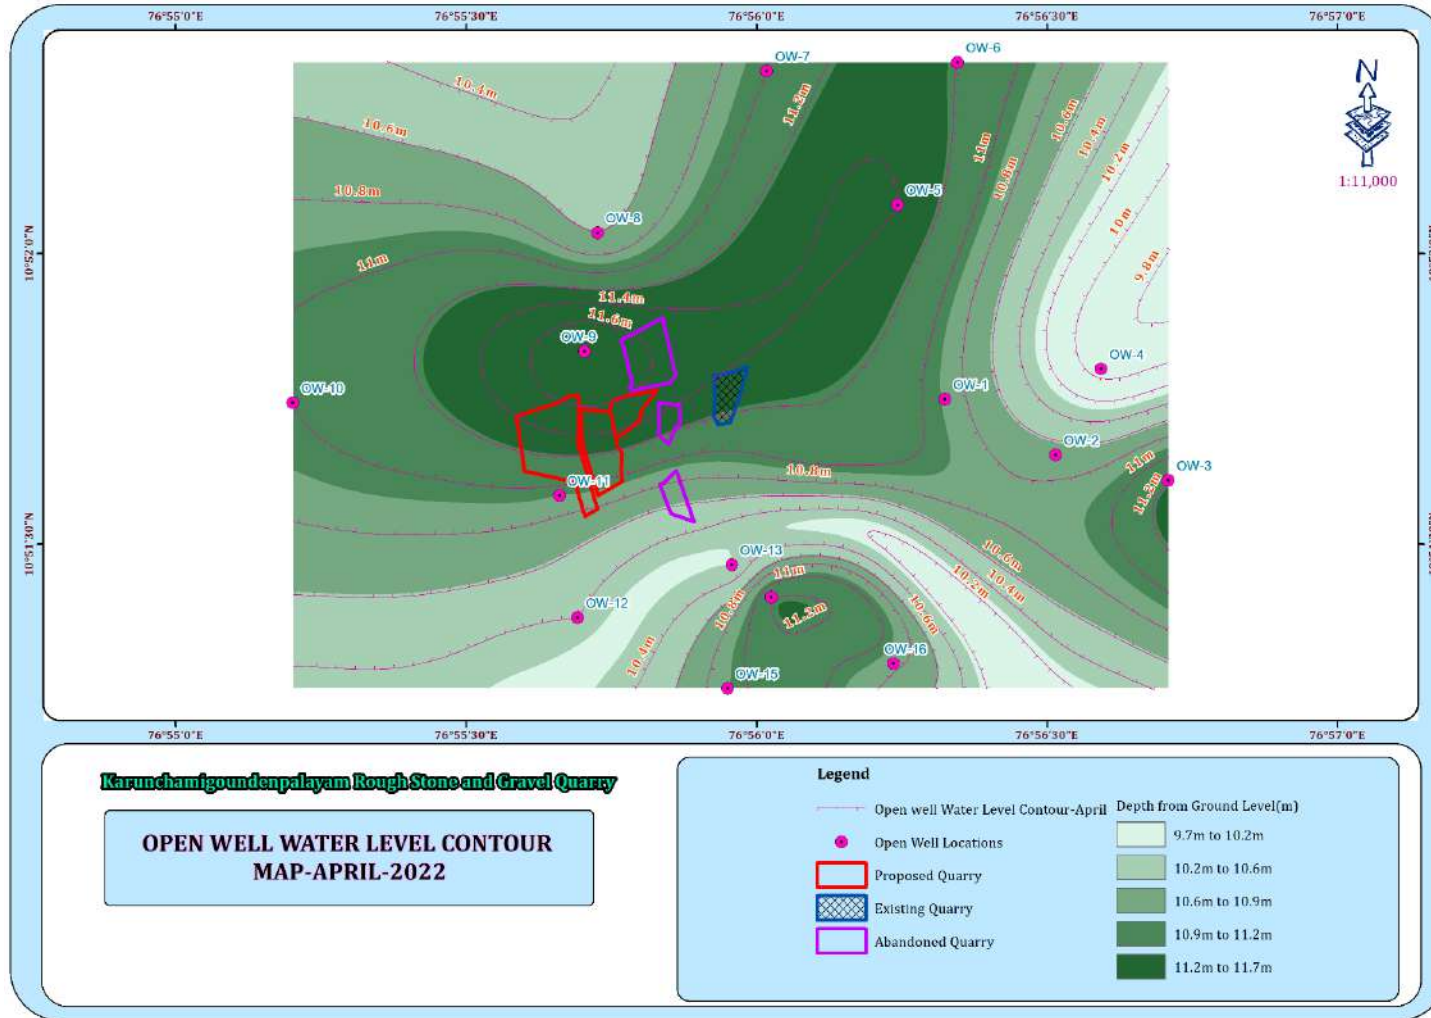 76°55'0"E 76°55'30"E 76°56'0"E 76°56'30"E 76°57'0"E
OW-6
OW-7
N
10.4m
11.2m
10.6m
10.6m
10.4m
11m
10.2m
10.8m
1:11,000
10.8m
OW-5
10m
OW-8
10°52'0"N
11m
9.8m
11.4m
11.6m
OW-9
OW-4
OW-10
OW-1
OW-2
11m
10.8m
OW-3
OW-11
11.2m
10°51'30"N
10.6m
OW-13
11m
10.2m
10.4m
10.8m
OW-12
11.2m
10.6m
10.4m
OW-16
OW-15
76°55'0"E 76°55'30"E 76°56'0"E 76°56'30"E 76°57'0"E
Karunchamigoundenpalayam Rough Stone and Gravel Quarry
OPEN WELL WATER LEVEL CONTOUR
MAP-APRIL-2022
Legend
Open well Water Level Contour-April
Open Well Locations
Proposed Quarry
Existing Quarry
Abandoned Quarry
Depth from Ground Level(m)
9.7m to 10.2m
10.2m to 10.6m
10.6m to 10.9m
10.9m to 11.2m
11.2m to 11.7m